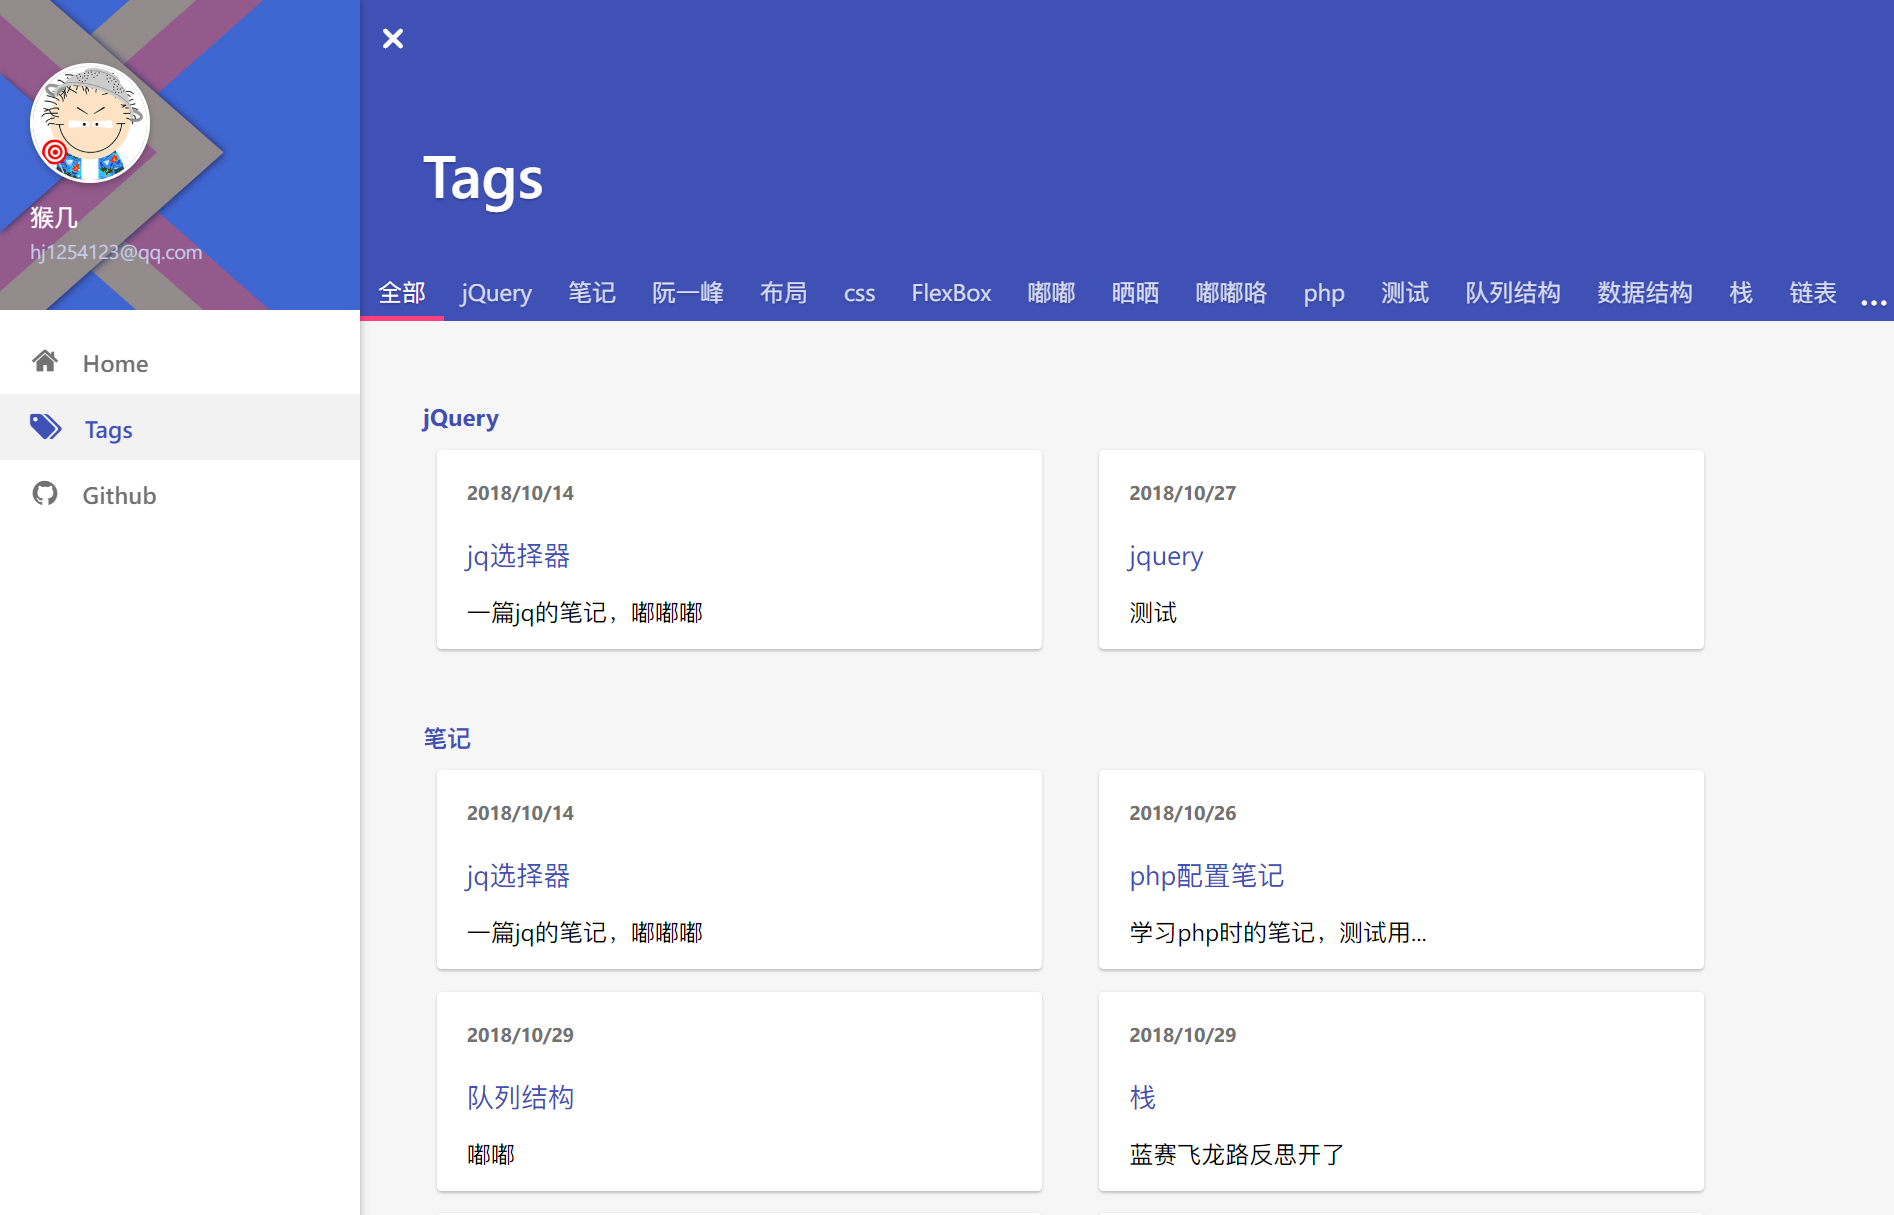 猴几
hj1254123@qq.com
Home
Tags
Github
Tags
全部 jQuery 笔记 阮一峰 布局 css FlexBox 嘟嘟 晒晒 嘟嘟咯 php 测试 队列结构 数据结构 栈 链表 ...
jQuery
2018/10/14
jq选择器
一篇jq的笔记，嘟嘟嘟
2018/10/27
jquery
测试
笔记
2018/10/14
jq选择器
一篇jq的笔记，嘟嘟嘟
2018/10/26
php配置笔记
学习php时的笔记，测试用...
2018/10/29
队列结构
嘟嘟
2018/10/29
栈
蓝赛飞龙路反思开了